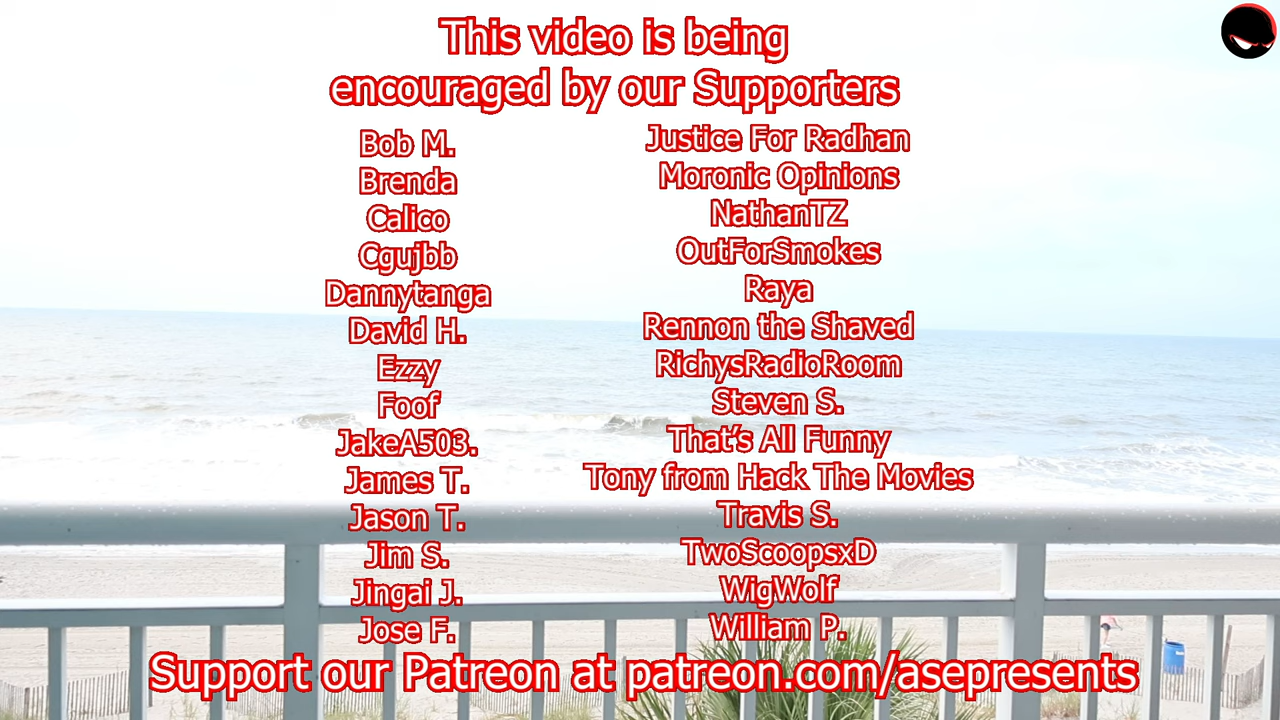 This video is being
encouraged by our Supporters
Bob M.
Brenda
Calico
Cgujbb
Dannytanga
David H.
Ezzy
Foof
JakeA503.
James T.
Jason T.
Jim S.
Jingai J.
Jose F.
Justice For Radhan
Moronic Opinions
NathanTZ
OutForSmokes
Raya
Rennon the Shaved
RichysRadioRoom
Steven S.
That's All Funny
Tony from Hack The Movies
Travis S.
TwoScoopsxD
WigWolf
William P.
Support our Patreon at patreon.com/asepresents